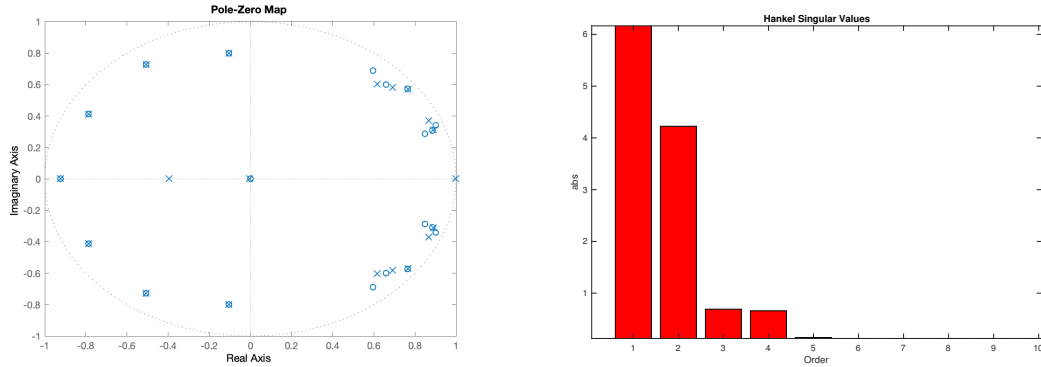 Pole-Zero Map
1
0.8
0.6
0.4
0.2
0
-0.2
-0.4
-0.6
-0.8
-1
Imaginary Axis
-1 -0.8 -0.6 -0.4 -0.2 0 0.2 0.4 0.6 0.8 1
Real Axis
Hankel Singular Values
6
5
4
3
2
1
abs
1 2 3 4 5 6 7 8 9 10
Order